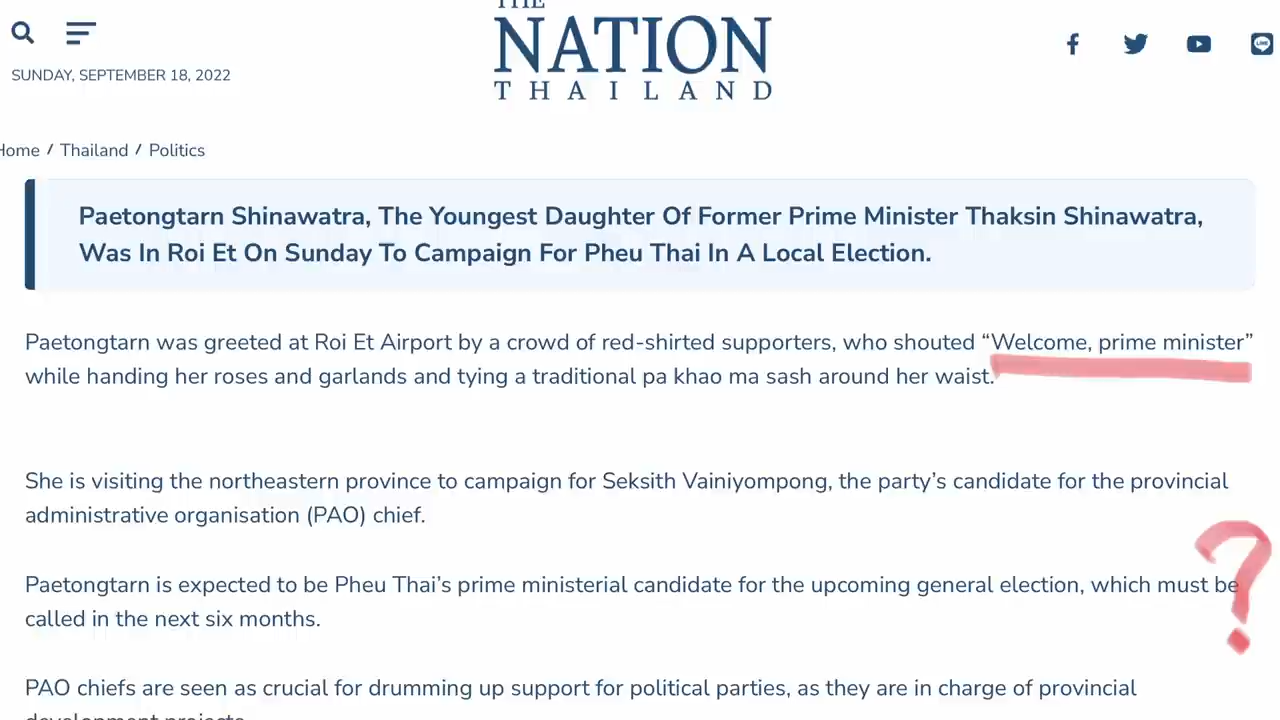 THE
NATION
THAILAND
SUNDAY, SEPTEMBER 18, 2022
LINE
Home / Thailand / Politics
Paetongtarn Shinawatra, The Youngest Daughter Of Former Prime Minister Thaksin Shinawatra,
Was In Roi Et On Sunday To Campaign For Pheu Thai In A Local Election.
Paetongtarn was greeted at Roi Et Airport by a crowd of red-shirted supporters, who shouted “Welcome, prime minister”
while handing her roses and garlands and tying a traditional pa khao ma sash around her waist.
She is visiting the northeastern province to campaign for Seksith Vainiyompong, the party’s candidate for the provincial
administrative organisation (PAO) chief.
Paetongtarn is expected to be Pheu Thai’s prime ministerial candidate for the upcoming general election, which must be
called in the next six months.
?
PAO chiefs are seen as crucial for drumming up support for political parties, as they are in charge of provincial
development projects.